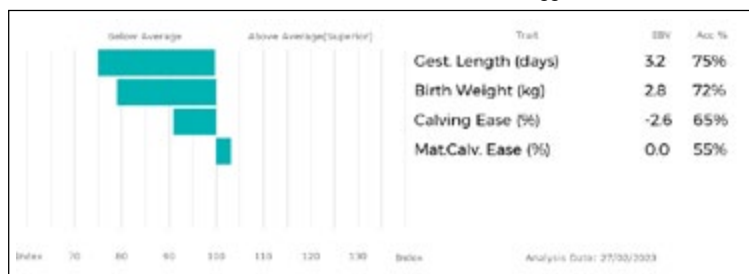 Below Average Above Average(Superior) Trait EBV Acc %
Gest. Length (days) 3.2 75%
Birth Weight (kg) 2.8 72%
Calving Ease (%) -2.6 65%
Mat.Calv. Ease (%) 0.0 55%
Index 70 80 90 100 110 120 130 Index Analysis Date: 27/02/2023